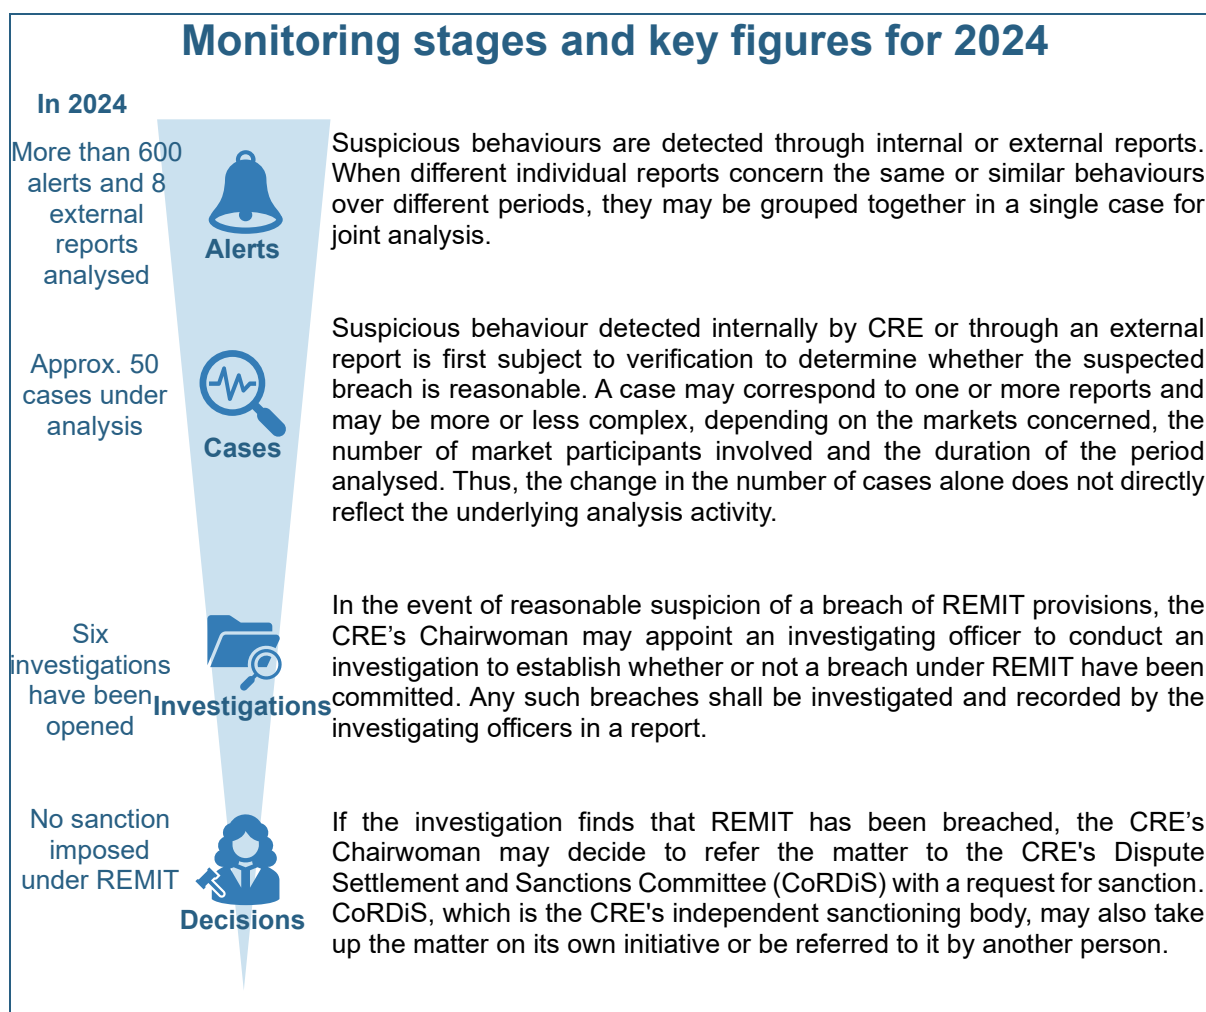 Monitoring stages and key figures for 2024
In 2024
More than 600
alerts and 8
external
reports
analysed
Alerts
Suspicious behaviours are detected through internal or external reports.
When different individual reports concern the same or similar behaviours
over different periods, they may be grouped together in a single case for
joint analysis.
Approx. 50
cases under
analysis
Cases
Suspicious behaviour detected internally by CRE or through an external
report is first subject to verification to determine whether the suspected
breach is reasonable. A case may correspond to one or more reports and
may be more or less complex, depending on the markets concerned, the
number of market participants involved and the duration of the period
analysed. Thus, the change in the number of cases alone does not directly
reflect the underlying analysis activity.
Six
investigations
have been
opened
Investigations
In the event of reasonable suspicion of a breach of REMIT provisions, the
CRE’s Chairwoman may appoint an investigating officer to conduct an
investigation to establish whether or not a breach under REMIT have been
committed. Any such breaches shall be investigated and recorded by the
investigating officers in a report.
No sanction
imposed
under REMIT
Decisions
If the investigation finds that REMIT has been breached, the CRE’s
Chairwoman may decide to refer the matter to the CRE's Dispute
Settlement and Sanctions Committee (CoRDiS) with a request for sanction.
CoRDiS, which is the CRE's independent sanctioning body, may also take
up the matter on its own initiative or be referred to it by another person.